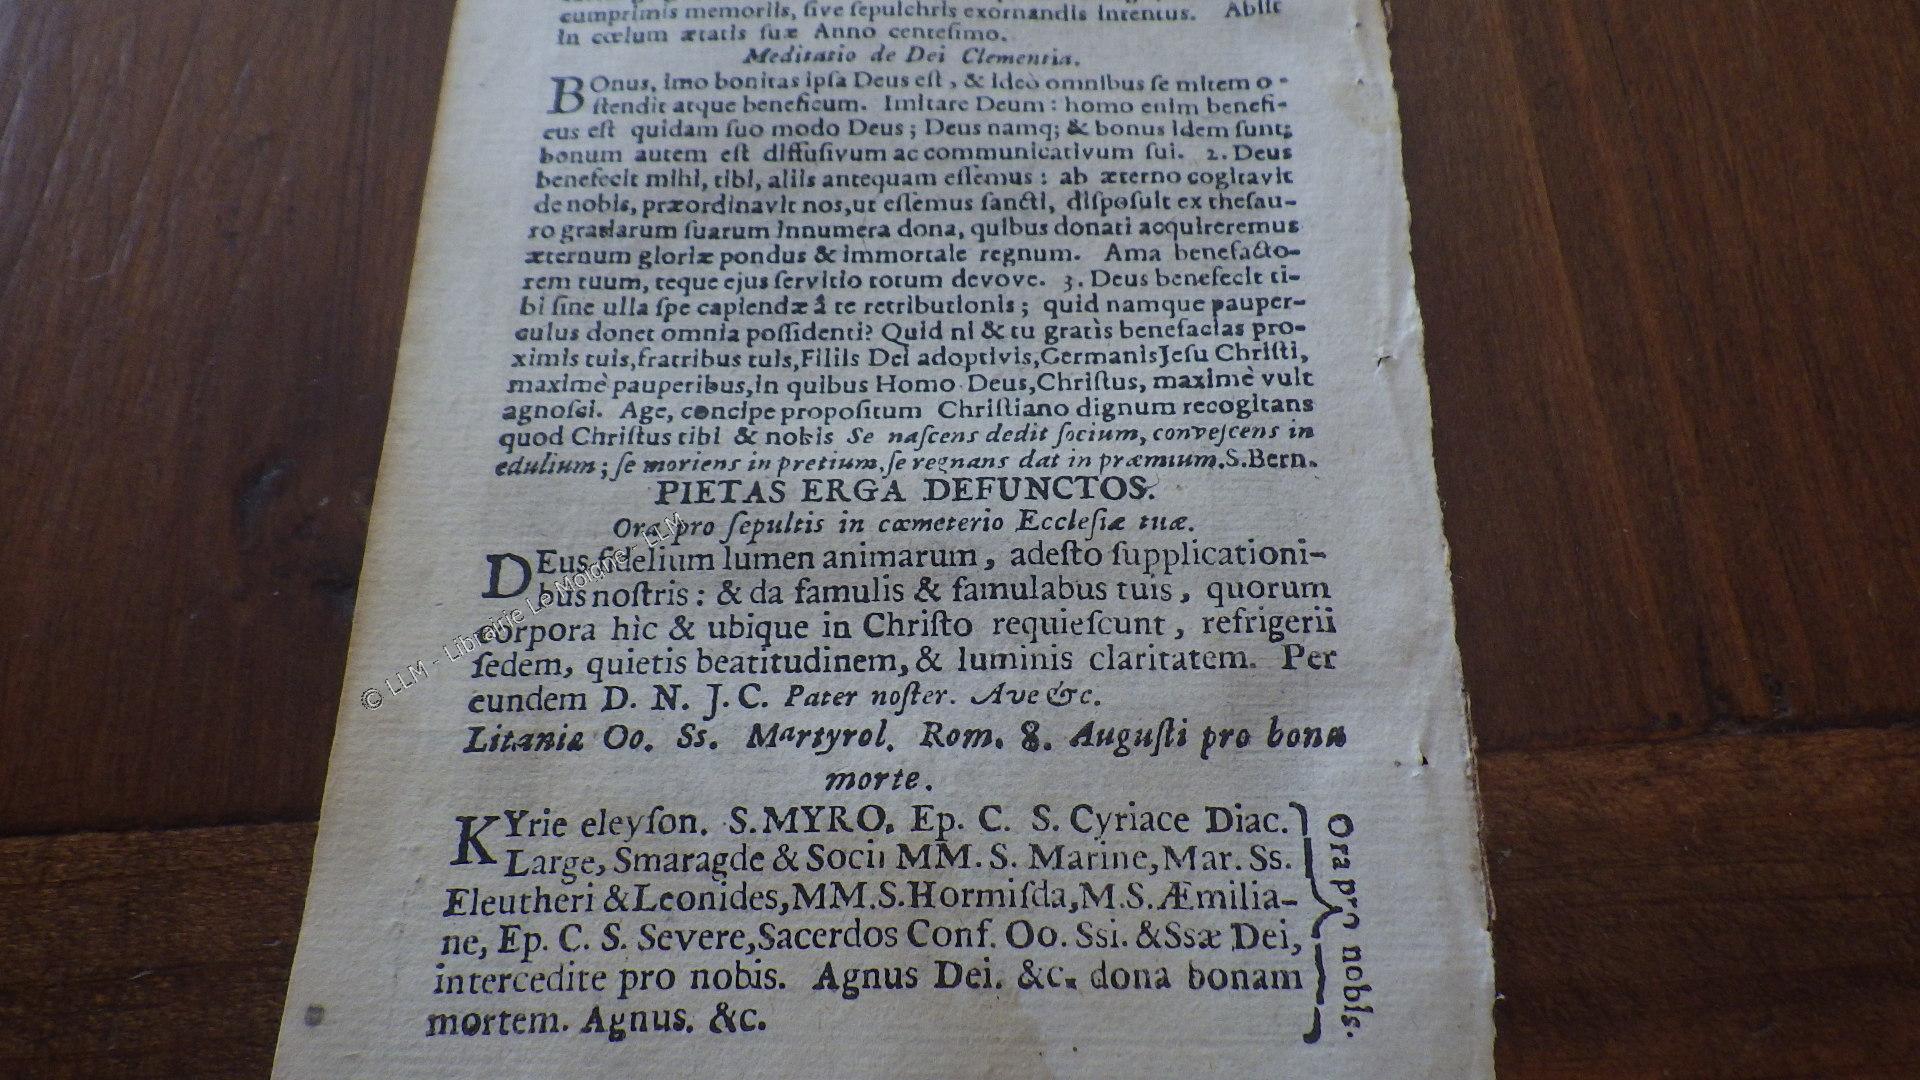 cumprimis memoriis, sive sepulchris exornandis intentus. Abiit
in cœlum ætatis suæ Anno centesimo.
Meditatio de Dei Clementia.
BOnus, imo bonitas ipsa Deus est, & ideò omnibus se mitem o-
stendit atque beneficum. Imitare Deum: homo enim benefi-
cus est quidam suo modo Deus; Deus namq; & bonus idem sunt;
bonum autem est diffusivum ac communicativum sui. 2. Deus
benefecit mihi, tibi, aliis antequam essemus: ab æterno cogitavit
de nobis, præordinavit nos, ut essemus sancti, disposuit ex thesau-
ro gratiarum suarum innumera dona, quibus donati acquireremus
æternum gloriæ pondus & immortale regnum. Ama benefacto-
rem tuum, teque ejus servitio totum devove. 3. Deus benefecit ti-
bi sine ulla spe capiendæ â te retributionis; quid namque pauper-
culus donet omnia possidenti? Quid ni & tu gratìs benefacias pro-
ximis tuis, fratribus tuis, Filiis Dei adoptivis, Germanis Jesu Christi,
maximè pauperibus, in quibus Homo Deus, Christus, maximè vult
agnosci. Age, concipe propositum Christiano dignum recogitans
quod Christus tibi & nobis Se nascens dedit socium, convescens in
edulium; se moriens in pretium, se regnans dat in præmium. S. Bern.
PIETAS ERGA DEFUNCTOS.
Ora pro sepultis in cœmeterio Ecclesiæ tuæ.
DEus fidelium lumen animarum, adesto supplicationi-
bus nostris: & da famulis & famulabus tuis, quorum
corpora hìc & ubique in Christo requiescunt, refrigerii
sedem, quietis beatitudinem, & luminis claritatem. Per
eundem D. N. J. C. Pater noster. Ave &c.
Litaniæ Oo. Ss. Martyrol. Rom. 8. Augusti pro bona
morte.
KYrie eleyson. S. MYRO, Ep. C. S. Cyriace Diac.
Large, Smaragde & Socii MM. S. Marine, Mar. Ss.
Eleutheri & Leonides, MM. S. Hormisda, M. S. Æmilia-
ne, Ep. C. S. Severe, Sacerdos Conf. Oo. Ssi. & Ssæ Dei,
intercedite pro nobis. Agnus Dei. &c. dona bonam
mortem. Agnus. &c.
Ora pro nobis.
© LLM - Librairie Le Moigne - LLM